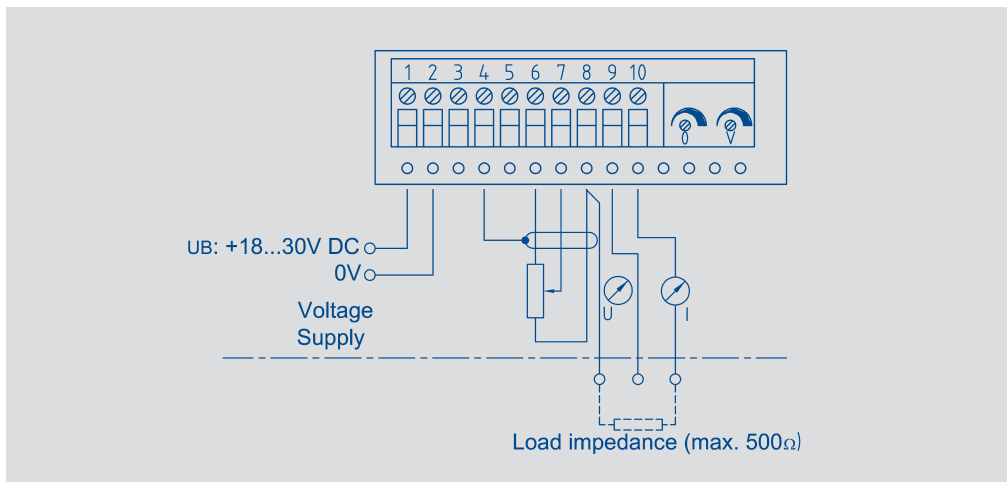 1 2 3 4 5 6 7 8 9 10
0 V
UB: +18...30V DC
0V
U I
Voltage
Supply
Load impedance (max. 500Ω)